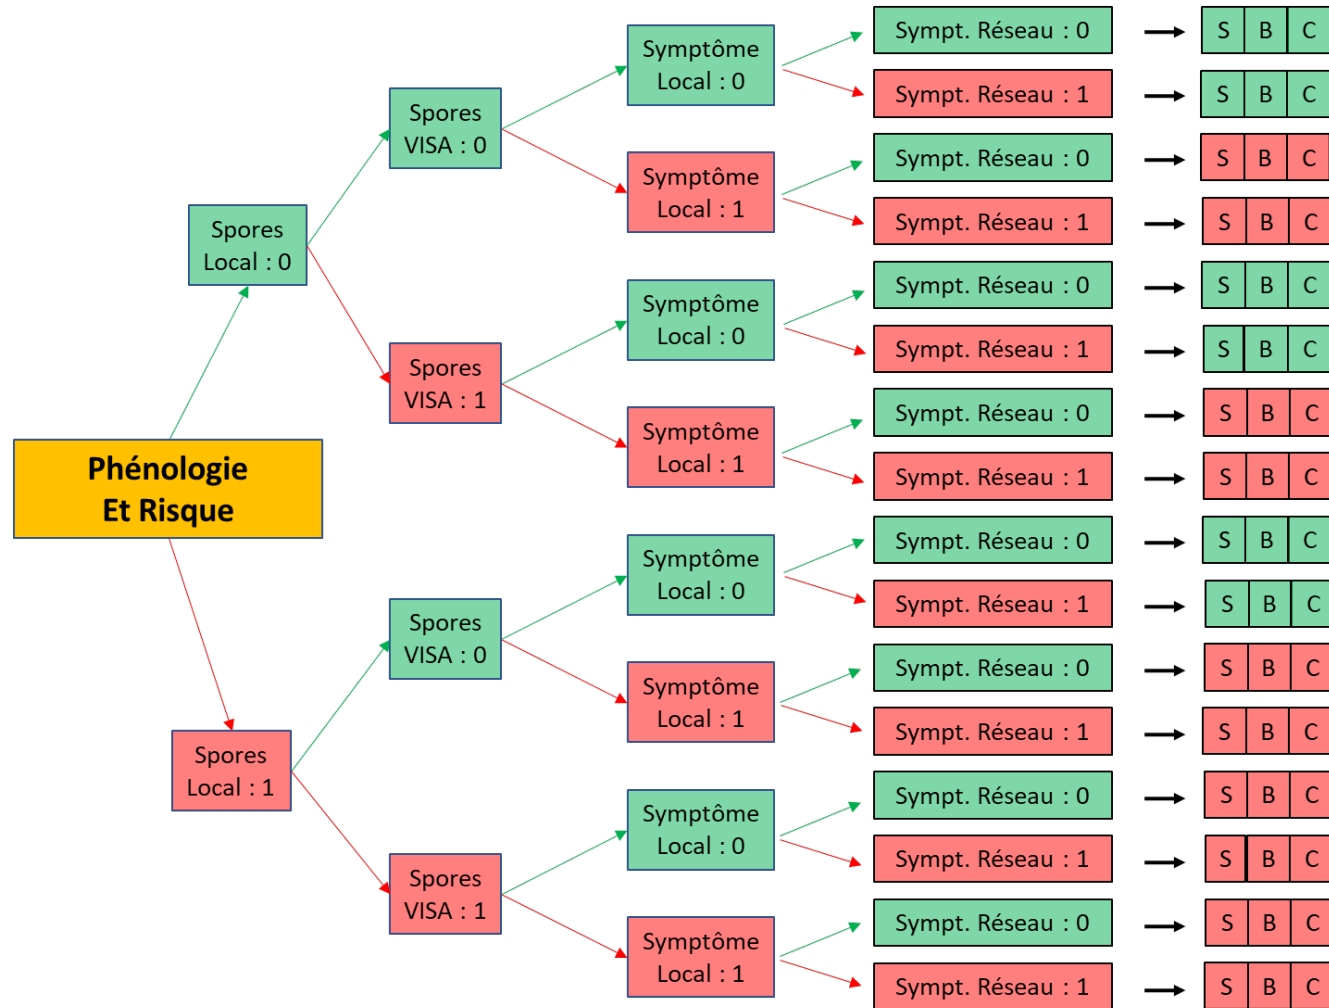 Sympt. Réseau : 0
S B C
Symptôme
Local : 0
Sympt. Réseau : 1
S B C
Spores
VISA : 0
Sympt. Réseau : 0
S B C
Symptôme
Local : 1
Sympt. Réseau : 1
S B C
Spores
Local : 0
Sympt. Réseau : 0
S B C
Symptôme
Local : 0
Sympt. Réseau : 1
S B C
Spores
VISA : 1
Sympt. Réseau : 0
S B C
Symptôme
Local : 1
Sympt. Réseau : 1
S B C
Phénologie
Et Risque
Sympt. Réseau : 0
S B C
Symptôme
Local : 0
Sympt. Réseau : 1
S B C
Spores
VISA : 0
Sympt. Réseau : 0
S B C
Symptôme
Local : 1
Sympt. Réseau : 1
S B C
Spores
Local : 1
Sympt. Réseau : 0
S B C
Symptôme
Local : 0
Sympt. Réseau : 1
S B C
Spores
VISA : 1
Sympt. Réseau : 0
S B C
Symptôme
Local : 1
Sympt. Réseau : 1
S B C